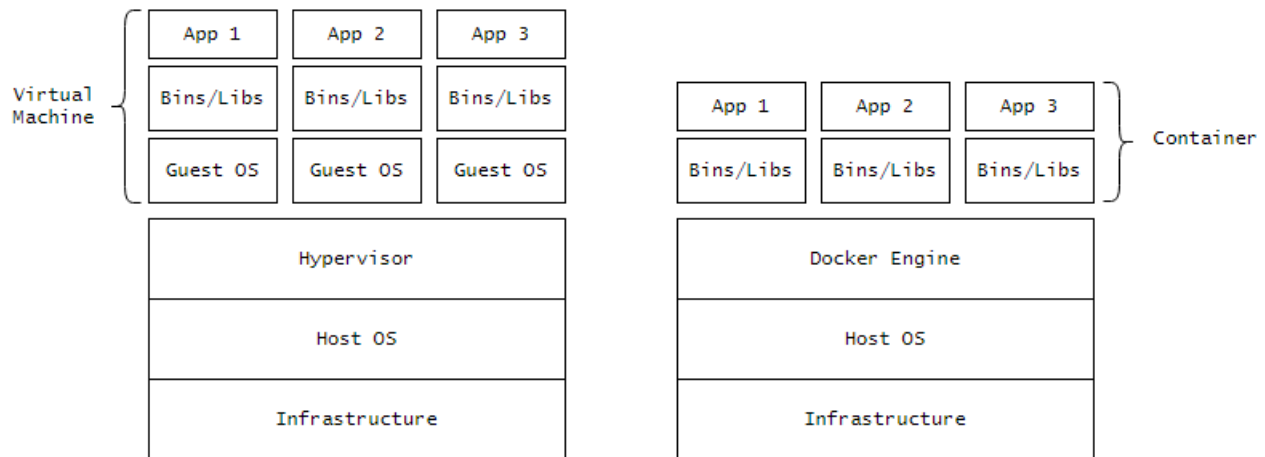 App 1
App 2
App 3
Virtual
Machine
Bins/Libs
Bins/Libs
Bins/Libs
Guest OS
Guest OS
Guest OS
Hypervisor
Host OS
Infrastructure
App 1
App 2
App 3
Container
Bins/Libs
Bins/Libs
Bins/Libs
Docker Engine
Host OS
Infrastructure